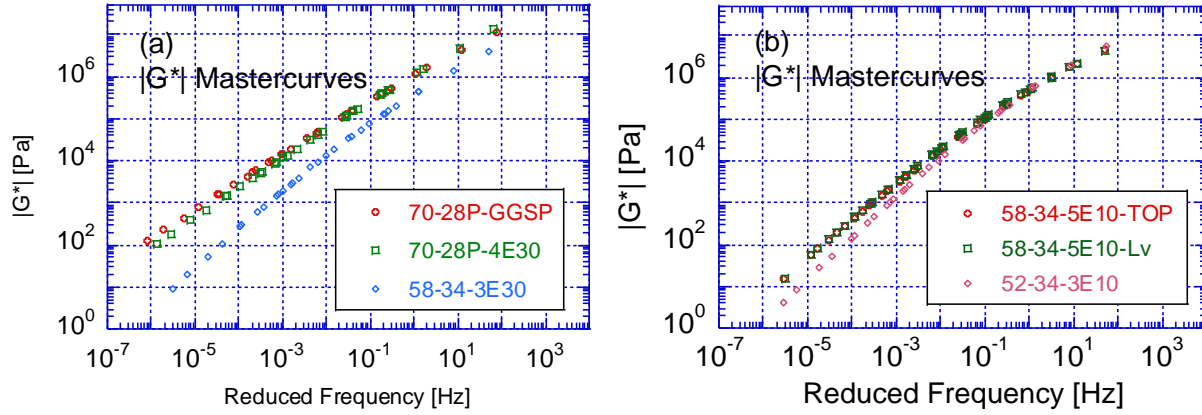 (a)
|G*| Mastercurves
|G*| [Pa]
10^6
10^4
10^2
10^0
70-28P-GGSP
70-28P-4E30
58-34-3E30
10^-7 10^-5 10^-3 10^-1 10^1 10^3
Reduced Frequency [Hz]
(b)
|G*| Mastercurves
|G*| [Pa]
10^6
10^4
10^2
10^0
58-34-5E10-TOP
58-34-5E10-Lv
52-34-3E10
10^-7 10^-5 10^-3 10^-1 10^1 10^3
Reduced Frequency [Hz]